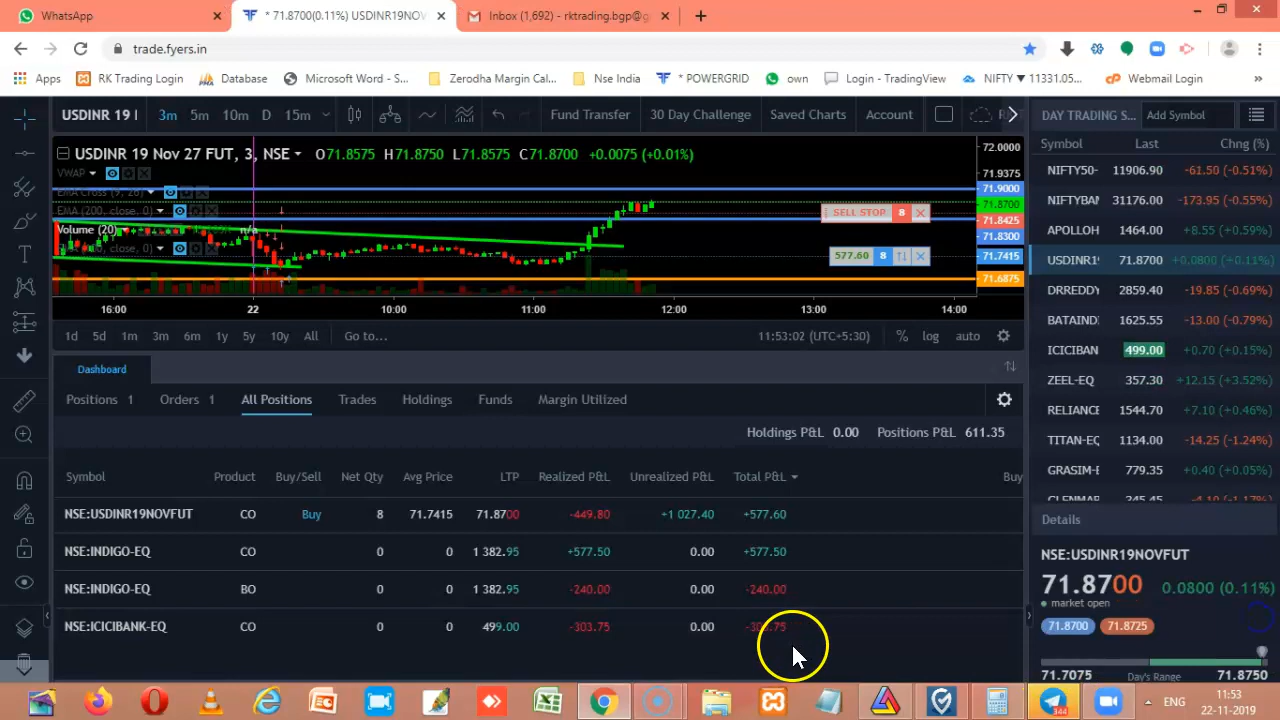 WhatsApp
* 71.8700(0.11%) USDINR19NOV
Inbox (1,692) - rktrading.bgp@g
trade.fyers.in
Apps
RK Trading Login
Database
Microsoft Word - S...
Zerodha Margin Cal...
Nse India
* POWERGRID
own
Login - TradingView
NIFTY ▼ 11331.05...
Webmail Login
»
USDINR 19
3m
5m
10m
D
15m
Fund Transfer
30 Day Challenge
Saved Charts
Account
DAY TRADING S...
Add Symbol
USDINR 19 Nov 27 FUT, 3, NSE
O71.8575 H71.8750 L71.8575 C71.8700 +0.0075 (+0.01%)
VWAP
EMA Cross (9, 26)
EMA (200, close, 0)
Volume (20)
n/a
72.0000
71.9375
71.9000
71.8700
71.8425
71.8300
71.7415
71.6875
SELL STOP 8
577.60 8
16:00
22
10:00
11:00
12:00
13:00
14:00
1d 5d 1m 3m 6m 1y 5y 10y All Go to...
11:53:02 (UTC+5:30)
% log auto
Dashboard
Positions 1
Orders 1
All Positions
Trades
Holdings
Funds
Margin Utilized
Holdings P&L 0.00 Positions P&L 611.35
Symbol Product Buy/Sell Net Qty Avg Price LTP Realized P&L Unrealized P&L Total P&L Buy
NSE:USDINR19NOVFUT CO Buy 8 71.7415 71.8700 -449.80 +1 027.40 +577.60
NSE:INDIGO-EQ CO 0 0 1 382.95 +577.50 0.00 +577.50
NSE:INDIGO-EQ BO 0 0 1 382.95 -240.00 0.00 -240.00
NSE:ICICIBANK-EQ CO 0 0 499.00 -303.75 0.00 -303.75
Symbol Last Chng (%)
NIFTY50- 11906.90 -61.50 (-0.51%)
NIFTYBAN 31176.00 -173.95 (-0.55%)
APOLLOH 1464.00 +8.55 (+0.59%)
USDINR1 71.8700 +0.0800 (+0.11%)
DRREDDY 2859.40 -19.85 (-0.69%)
BATAIND 1625.55 -13.00 (-0.79%)
ICICIBAN 499.00 +0.70 (+0.15%)
ZEEL-EQ 357.30 +12.15 (+3.52%)
RELIANCE 1544.70 +7.10 (+0.46%)
TITAN-EQ 1134.00 -14.25 (-1.24%)
GRASIM-E 779.35 +0.40 (+0.05%)
Details
NSE:USDINR19NOVFUT
71.8700 0.0800 (0.11%)
market open
71.8700 71.8725
71.7075 Day's Range 71.8750
344
ENG
11:53
22-11-2019